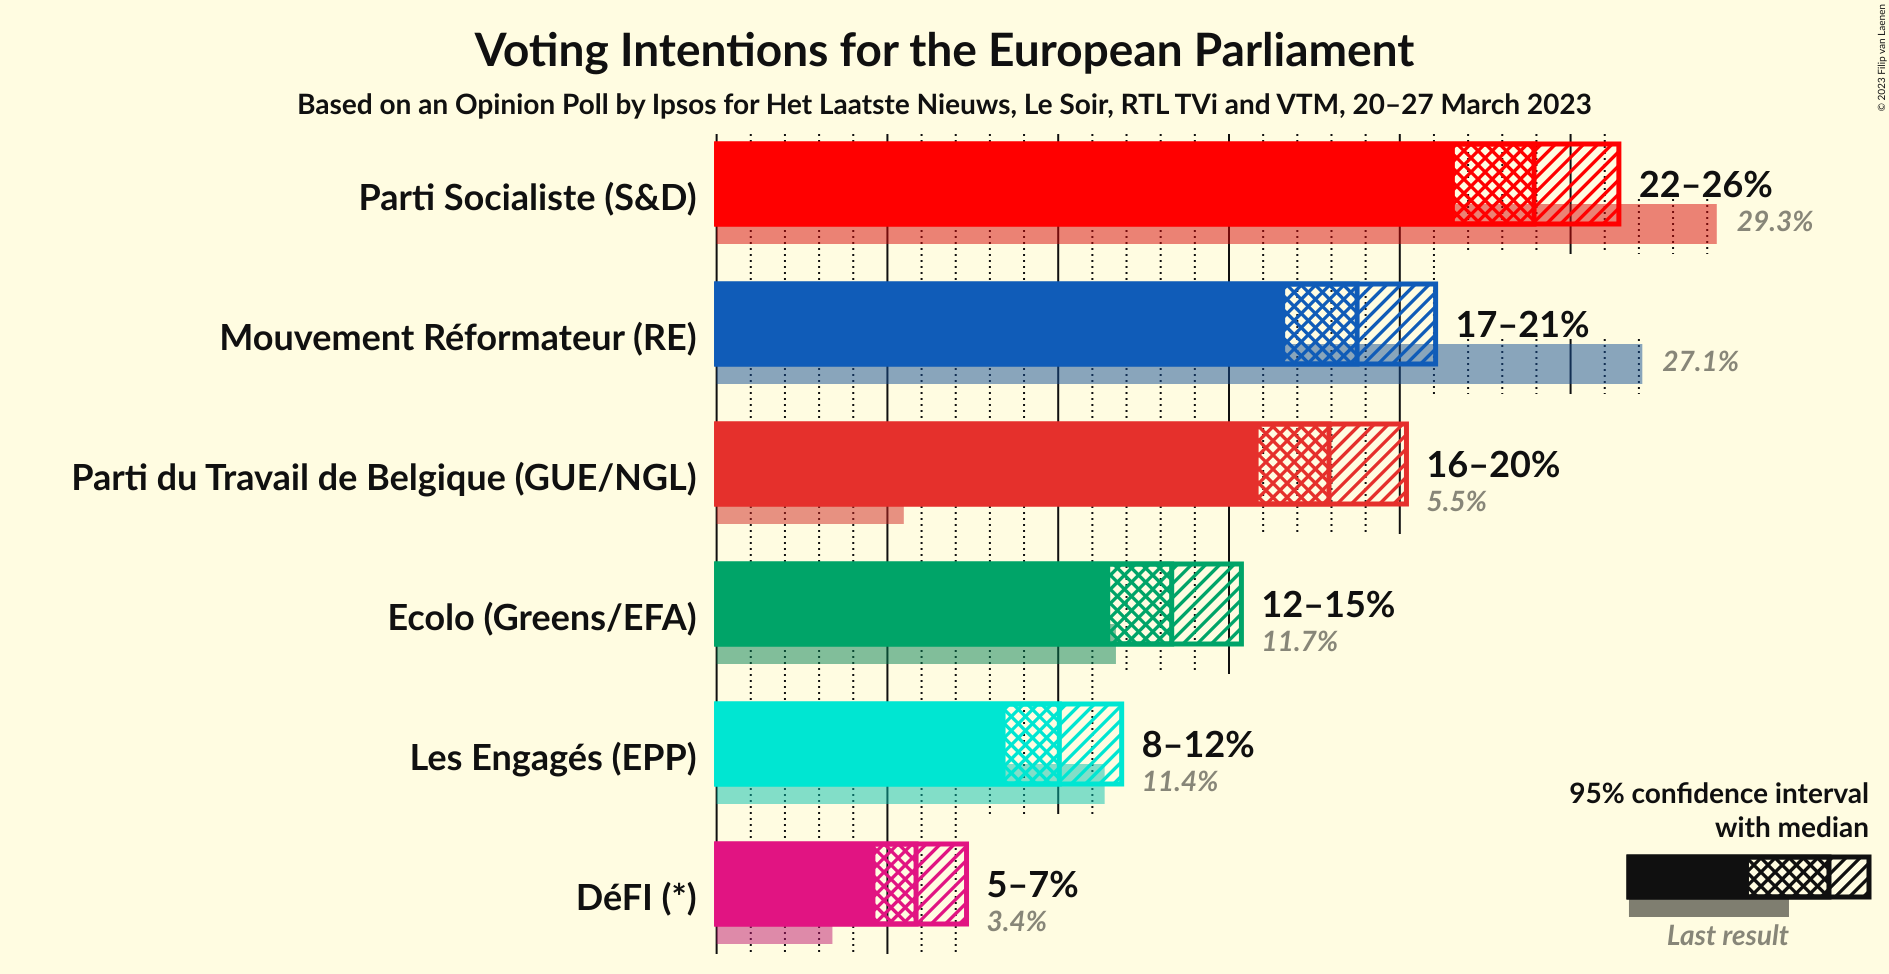 Voting Intentions for the European Parliament
Based on an Opinion Poll by Ipsos for Het Laatste Nieuws, Le Soir, RTL TVi and VTM, 20–27 March 2023
© 2023 Filip van Laenen
Parti Socialiste (S&D)
22–26%
29.3%
Mouvement Réformateur (RE)
17–21%
27.1%
Parti du Travail de Belgique (GUE/NGL)
16–20%
5.5%
Ecolo (Greens/EFA)
12–15%
11.7%
Les Engagés (EPP)
8–12%
11.4%
DéFI (*)
5–7%
3.4%
95% confidence interval
with median
Last result